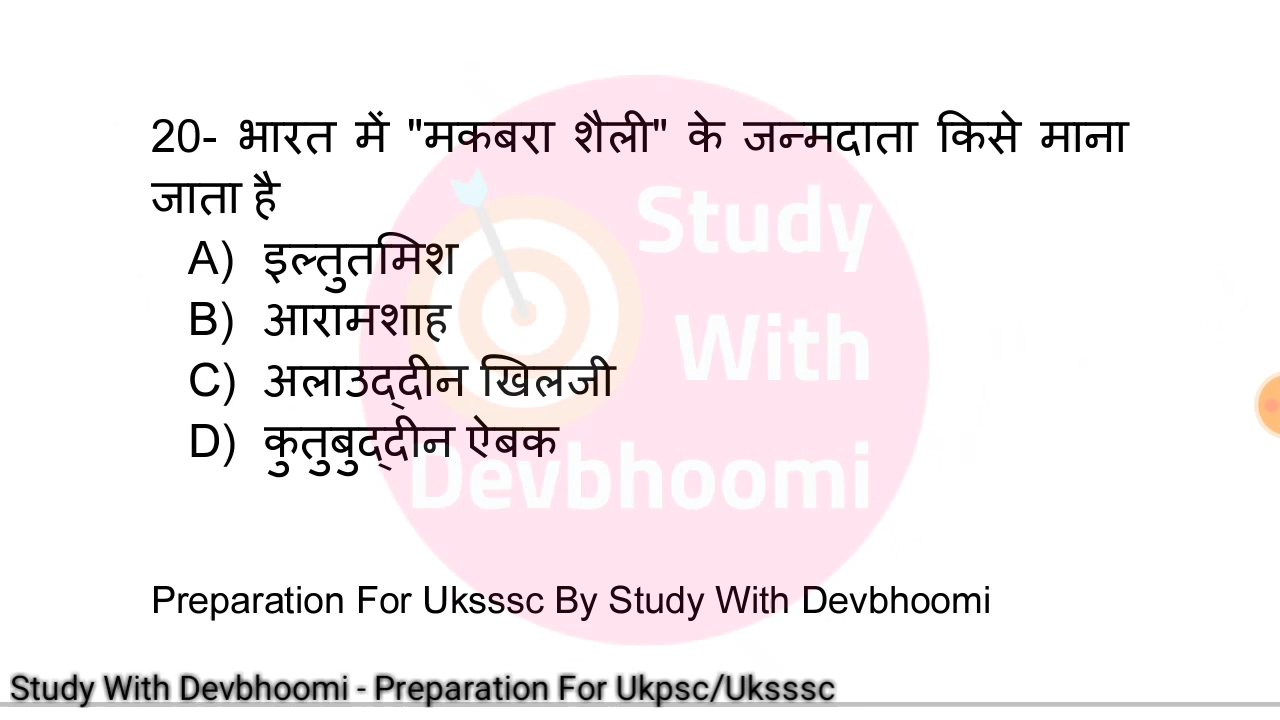 20- भारत में "मकबरा शैली" के जन्मदाता किसे माना
जाता है
A) इल्तुतमिश
B) आरामशाह
C) अलाउद्दीन खिलजी
D) कुतुबुद्दीन ऐबक
Study
With
Devbhoomi
Preparation For Uksssc By Study With Devbhoomi
Study With Devbhoomi - Preparation For Ukpsc/Uksssc